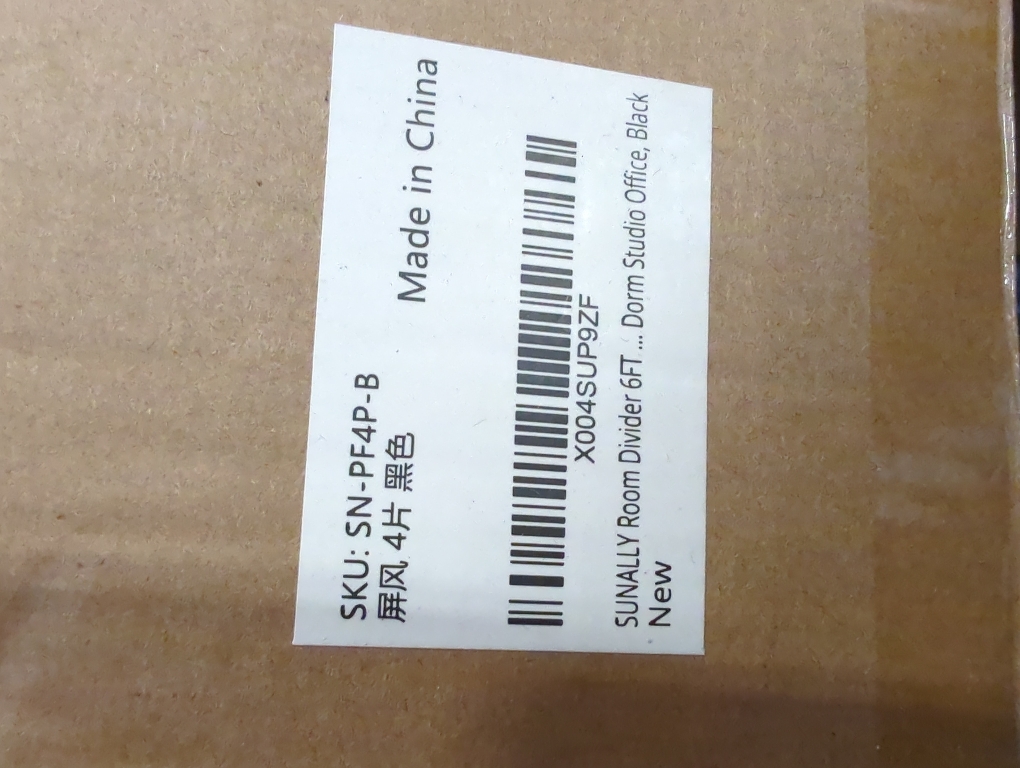 SKU: SN-PF4P-B
屏风 4片 黑色
Made in China
X004SUP9ZF
SUNALLY Room Divider 6FT ... Dorm Studio Office, Black
New